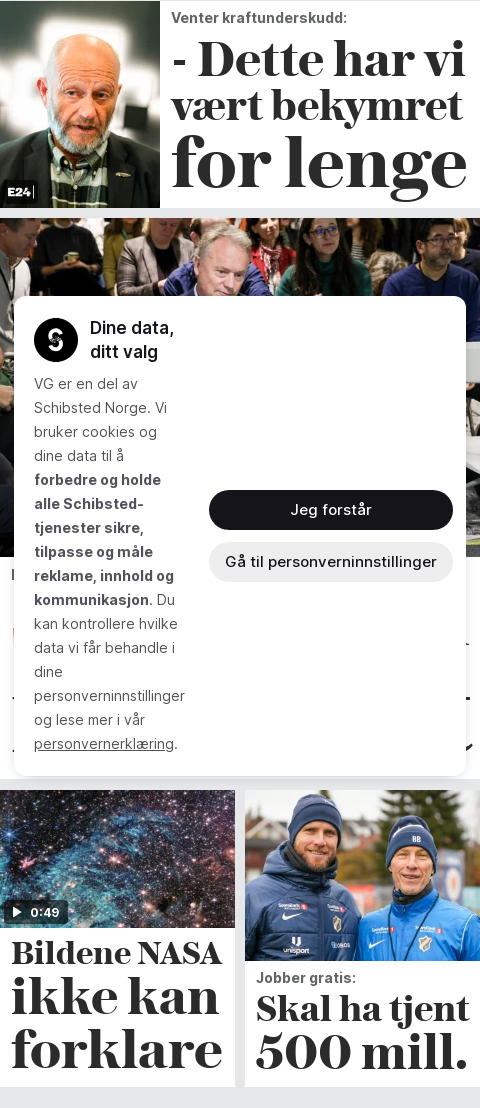 Venter kraftunderskudd:
- Dette har vi
vært bekymret
for lenge
E24
Dine data,
ditt valg
VG er en del av
Schibsted Norge. Vi
bruker cookies og
dine data til å
forbedre og holde
alle Schibsted-
tjenester sikre,
tilpasse og måle
reklame, innhold og
kommunikasjon. Du
kan kontrollere hvilke
data vi får behandle i
dine
personverninnstillinger
og lese mer i vår
personvernerklæring.
Jeg forstår
Gå til personverninnstillinger
0:49
Bildene NASA
ikke kan
forklare
BB
unisport
Jobber gratis:
Skal ha tjent
500 mill.